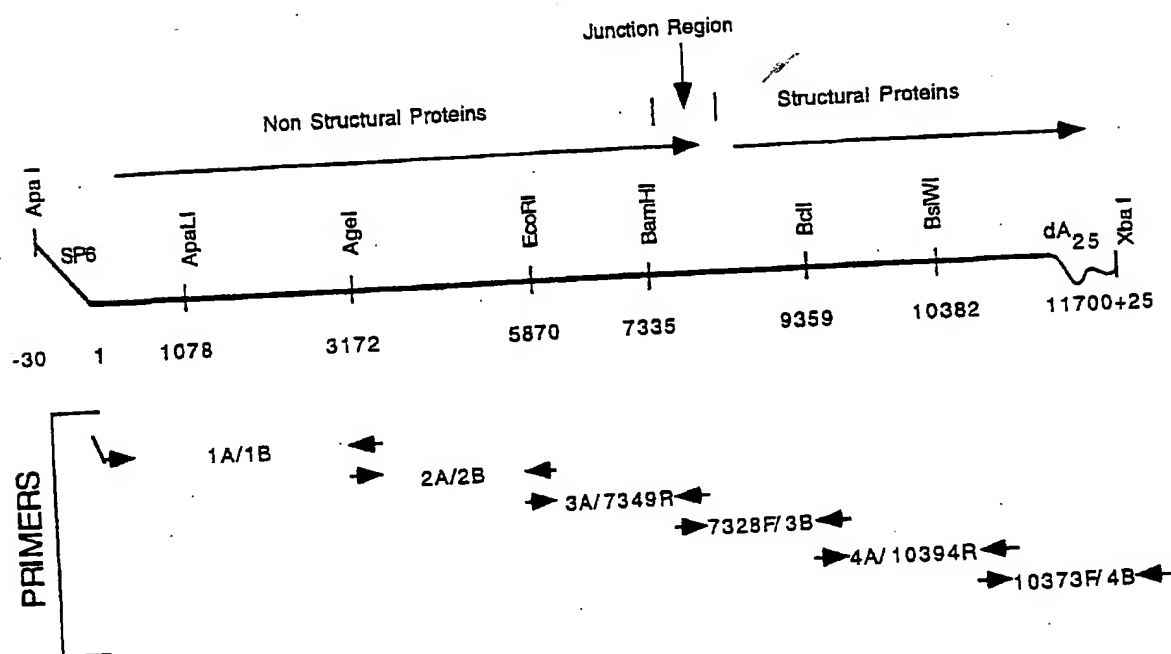 Junction Region
Non Structural Proteins
Structural Proteins
Apa I
SP6
ApaLI
AgeI
EcoRI
BamHI
BclI
BsiWI
dA25
Xba I
-30 1 1078 3172 5870 7335 9359 10382 11700+25
PRIMERS
1A/1B
2A/2B
3A/7349R
7328F/3B
4A/10394R
10373F/4B